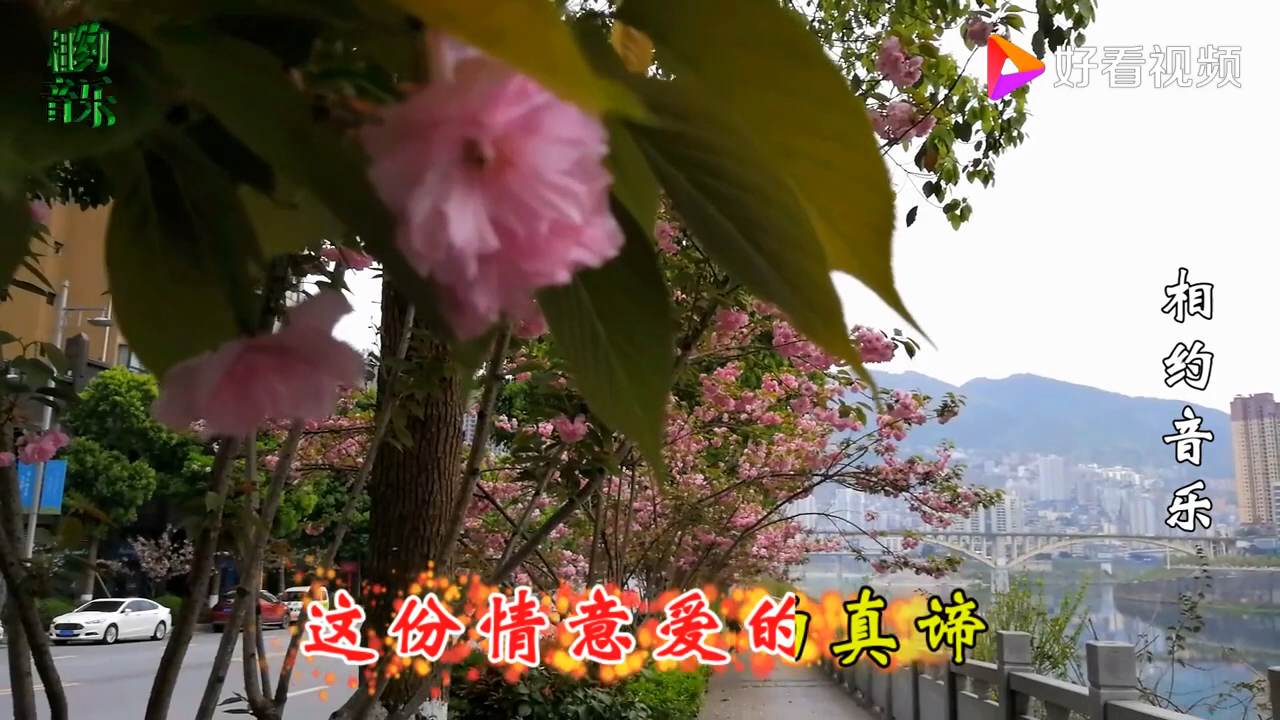 相约
音乐
好看视频
相约音乐
这份情意爱的真谛